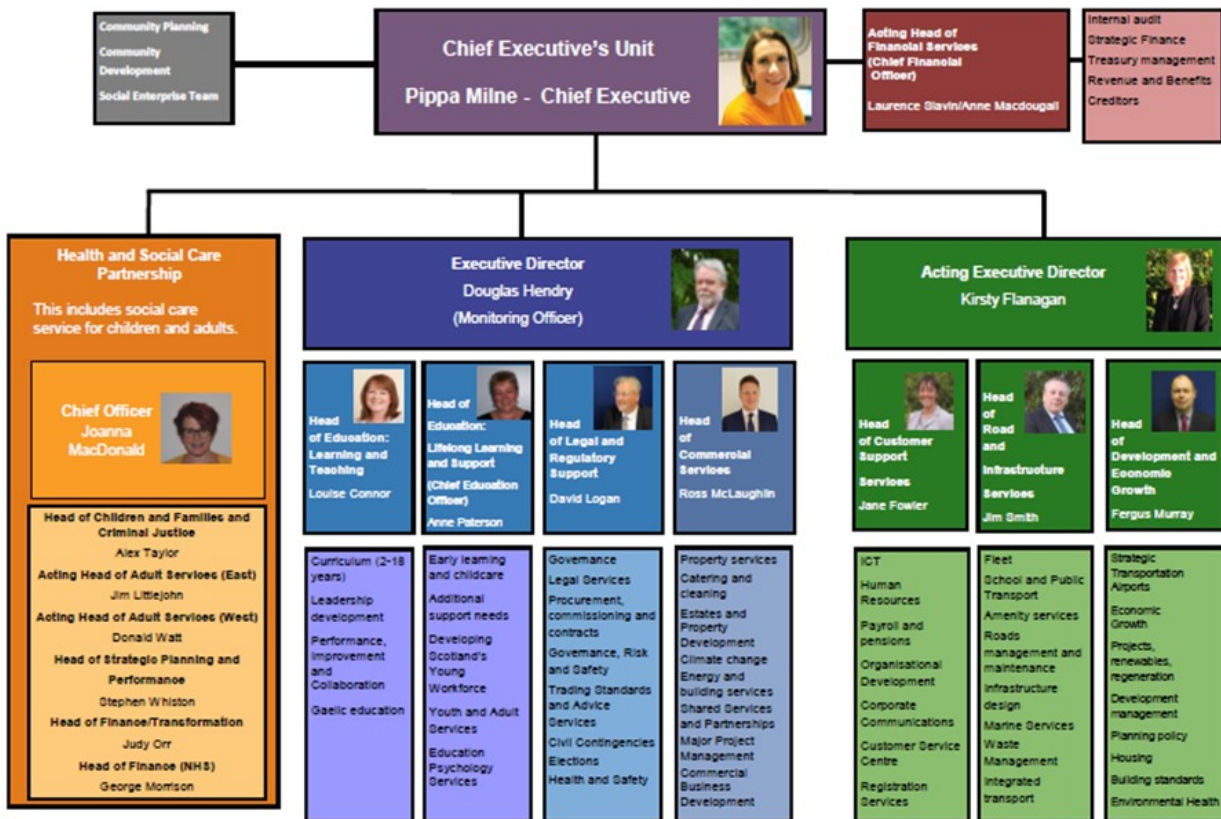 Community Planning
Community
Development
Social Enterprise Team
Chief Executive's Unit
Pippa Milne - Chief Executive
Acting Head of
Financial Services
(Chief Financial
Officer)
Laurence Slavin/Anne Macdougall
Internal audit
Strategic Finance
Treasury management
Revenue and Benefits
Creditors
Health and Social Care
Partnership
This includes social care
service for children and adults.
Chief Officer
Joanna
MacDonald
Head of Children and Families and
Criminal Justice
Alex Taylor
Acting Head of Adult Services (East)
Jim Littlejohn
Acting Head of Adult Services (West)
Donald Watt
Head of Strategic Planning and
Performance
Stephen Whiston
Head of Finance/Transformation
Judy Orr
Head of Finance (NHS)
George Morrison
Executive Director
Douglas Hendry
(Monitoring Officer)
Head
of Education:
Learning and
Teaching
Louise Connor
Head of
Education:
Lifelong Learning
and Support
(Chief Education
Officer)
Anne Paterson
Head
of Legal and
Regulatory
Support
David Logan
Head
of
Commercial
Services
Ross McLaughlin
Curriculum (2-18
years)
Leadership
development
Performance,
Improvement
and
Collaboration
Gaelic education
Early learning
and childcare
Additional
support needs
Developing
Scotland's
Young
Workforce
Youth and Adult
Services
Education
Psychology
Services
Governance
Legal Services
Procurement,
commissioning and
contracts
Governance, Risk
and Safety
Trading Standards
and Advice
Services
Civil Contingencies
Elections
Health and Safety
Property services
Catering and
cleaning
Estates and
Property
Development
Climate change
Energy and
building services
Shared Services
and Partnerships
Major Project
Management
Commercial
Business
Development
Acting Executive Director
Kirsty Flanagan
Head
of Customer
Support
Services
Jane Fowler
Head
of
Road
and
Infrastructure
Services
Jim Smith
Head
of
Development and
Economic
Growth
Fergus Murray
ICT
Human
Resources
Payroll and
pensions
Organisational
Development
Corporate
Communications
Customer Service
Centre
Registration
Services
Fleet
School and Public
Transport
Amenity services
Roads
management and
maintenance
Infrastructure
design
Marine Services
Waste
Management
Integrated
transport
Strategic
Transportation
Airports
Economic
Growth
Projects,
renewables,
regeneration
Development
management
Planning policy
Housing
Building standards
Environmental Health